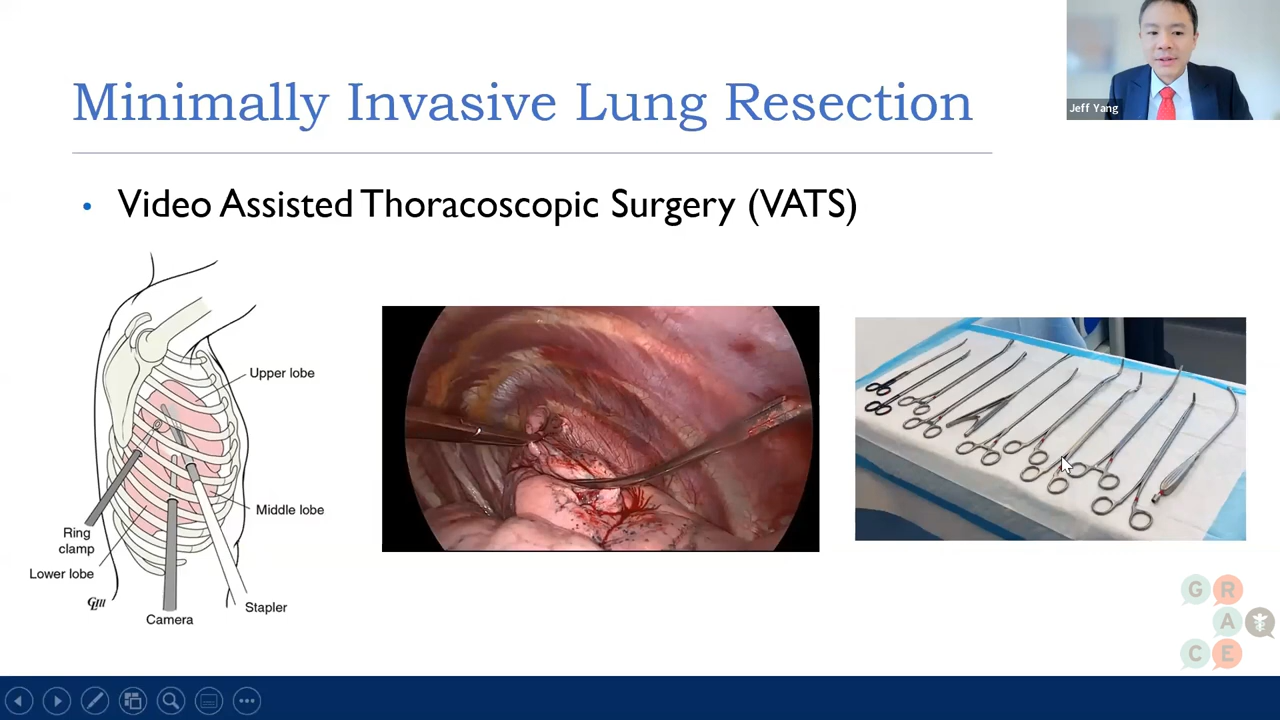 Minimally Invasive Lung Resection
Jeff Yang
• Video Assisted Thoracoscopic Surgery (VATS)
Upper lobe
Middle lobe
Ring
clamp
Lower lobe
Stapler
Camera
G R
A
C E